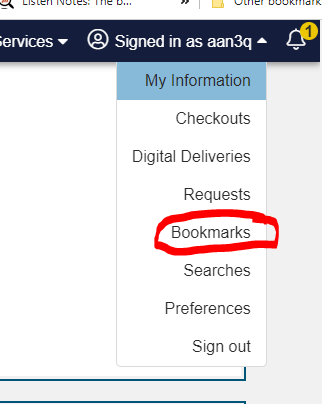 Listen Notes: The b... » Other bookmark
Services Signed in as aan3q 1
My Information
Checkouts
Digital Deliveries
Requests
Bookmarks
Searches
Preferences
Sign out